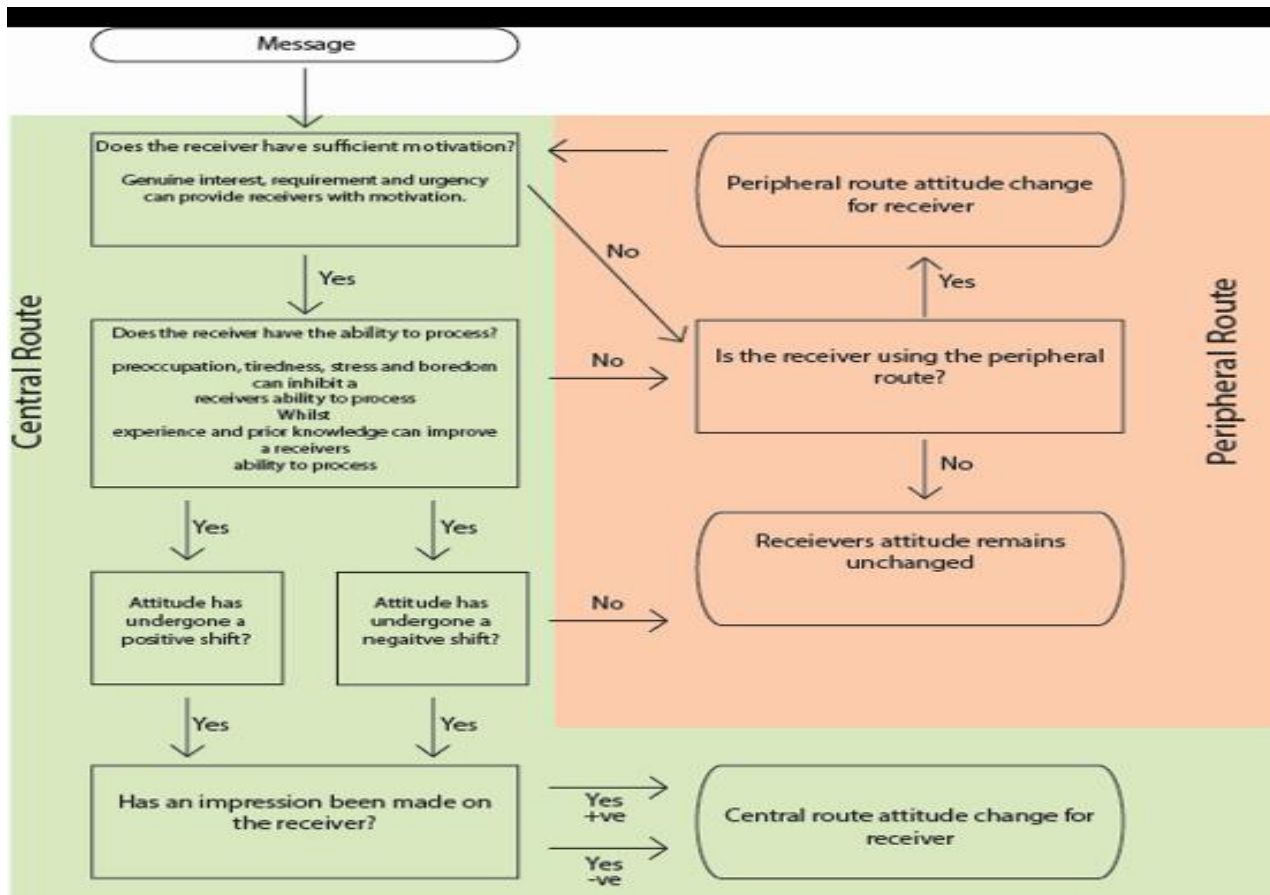 Message
Does the receiver have sufficient motivation?
Genuine interest, requirement and urgency
can provide receivers with motivation.
Peripheral route attitude change
for receiver
No
Yes
Yes
Does the receiver have the ability to process?
preoccupation, tiredness, stress and boredom
can inhibit a
receivers ability to process
Whilst
experience and prior knowledge can improve
a receivers
ability to process
No
Is the receiver using the peripheral
route?
Central Route
Peripheral Route
No
Yes
Yes
Receievers attitude remains
unchanged
Attitude has
undergone a
positive shift?
Attitude has
undergone a
negaitve shift?
No
Yes
Yes
Has an impression been made on
the receiver?
Yes
+ve
Yes
-ve
Central route attitude change for
receiver